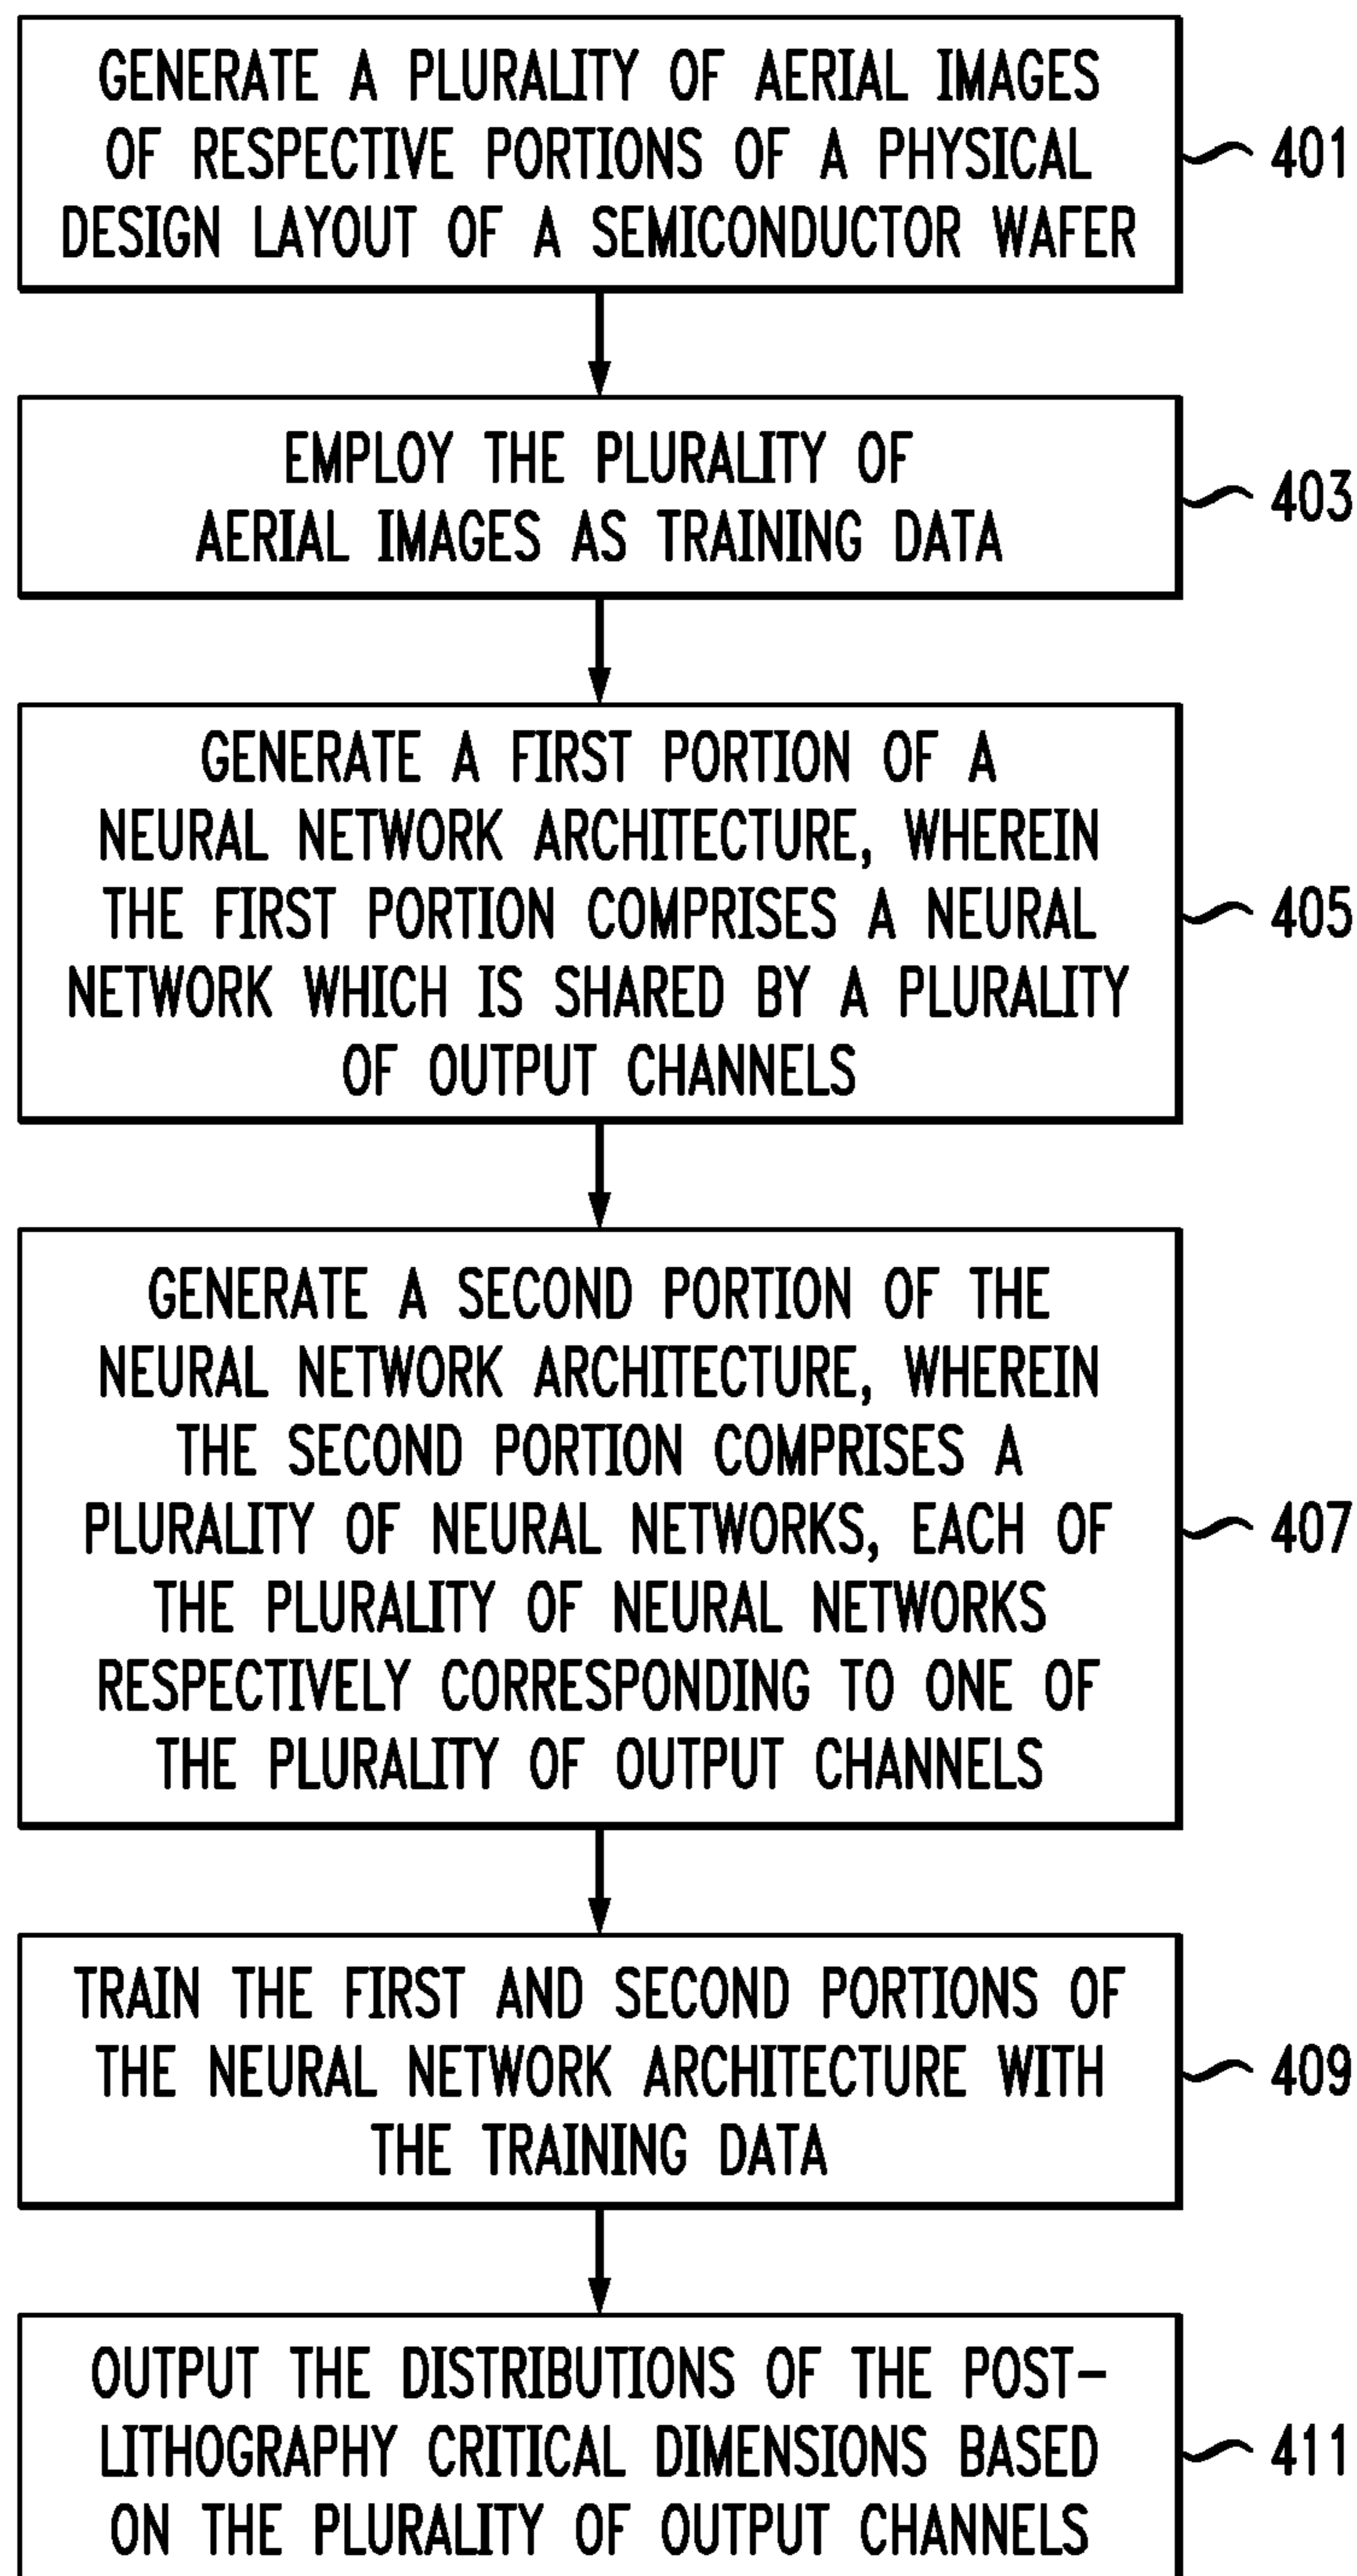 GENERATE A PLURALITY OF AERIAL IMAGES
OF RESPECTIVE PORTIONS OF A PHYSICAL
DESIGN LAYOUT OF A SEMICONDUCTOR WAFER
401
EMPLOY THE PLURALITY OF
AERIAL IMAGES AS TRAINING DATA
403
GENERATE A FIRST PORTION OF A
NEURAL NETWORK ARCHITECTURE, WHEREIN
THE FIRST PORTION COMPRISES A NEURAL
NETWORK WHICH IS SHARED BY A PLURALITY
OF OUTPUT CHANNELS
405
GENERATE A SECOND PORTION OF THE
NEURAL NETWORK ARCHITECTURE, WHEREIN
THE SECOND PORTION COMPRISES A
PLURALITY OF NEURAL NETWORKS, EACH OF
THE PLURALITY OF NEURAL NETWORKS
RESPECTIVELY CORRESPONDING TO ONE OF
THE PLURALITY OF OUTPUT CHANNELS
407
TRAIN THE FIRST AND SECOND PORTIONS OF
THE NEURAL NETWORK ARCHITECTURE WITH
THE TRAINING DATA
409
OUTPUT THE DISTRIBUTIONS OF THE POST-
LITHOGRAPHY CRITICAL DIMENSIONS BASED
ON THE PLURALITY OF OUTPUT CHANNELS
411